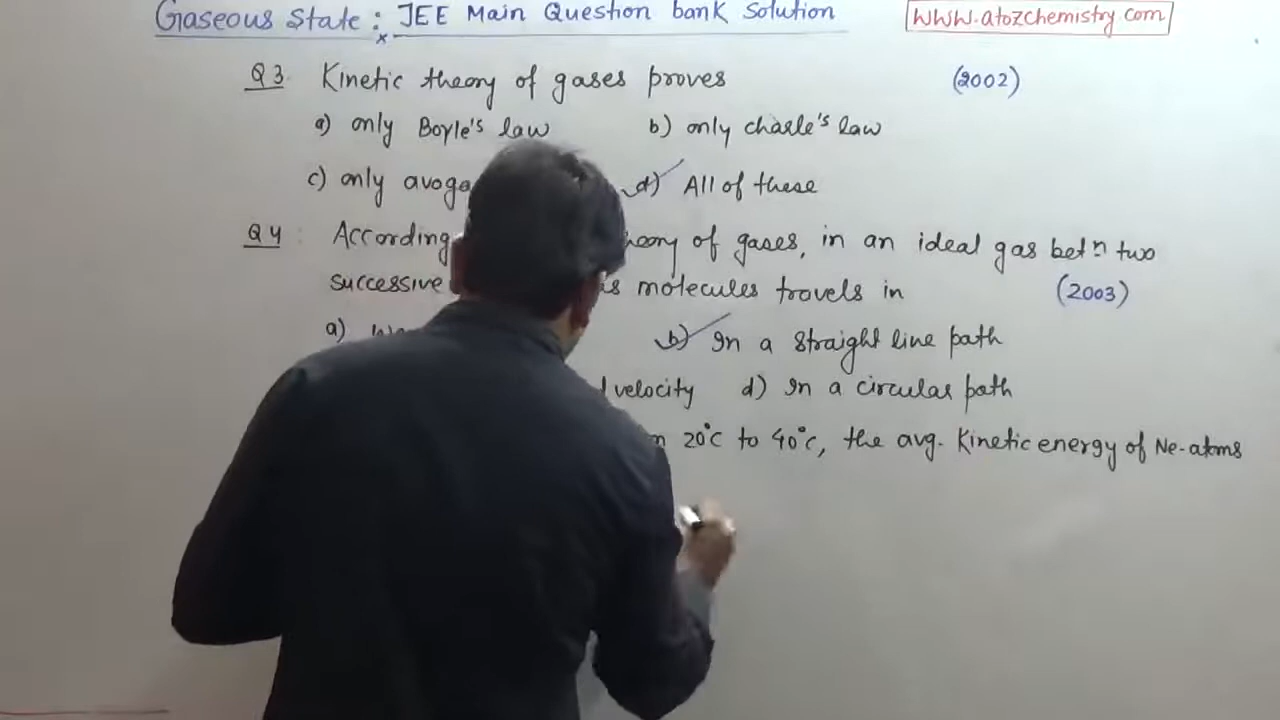 Gaseous State : JEE Main Question bank Solution www.atozchemistry.com
Q3. Kinetic theory of gases proves (2002)
a) only Boyle's law b) only charle's law
c) only d) All of these
Q4 : According of gases, in an ideal gas betn two
successive molecules travels in (2003)
a) b) In a straight line path
velocity d) In a circular path
20°C to 40°C, the avg. Kinetic energy of Ne-atoms